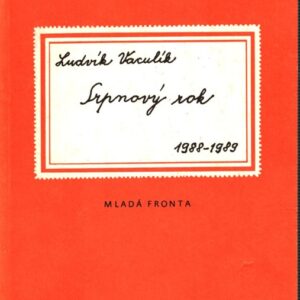 Ludvík Vaculík
Srpnový rok
1988-1989
MLADÁ FRONTA